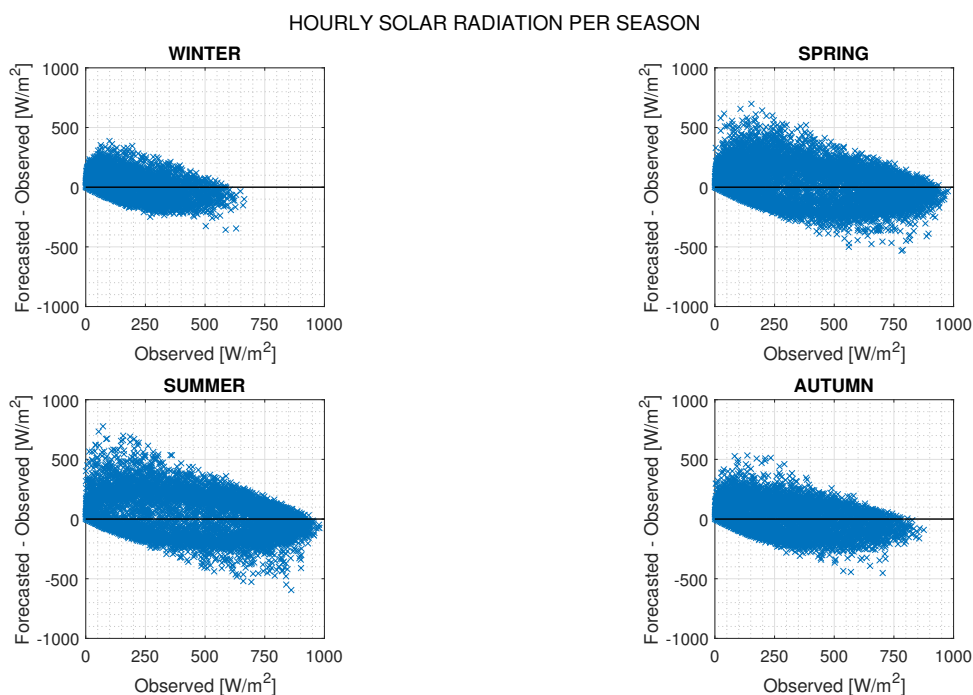 HOURLY SOLAR RADIATION PER SEASON
WINTER
1000
500
0
-500
-1000
0 250 500 750 1000
Forecasted - Observed [W/m²]
Observed [W/m²]
SPRING
1000
500
0
-500
-1000
0 250 500 750 1000
Forecasted - Observed [W/m²]
Observed [W/m²]
SUMMER
1000
500
0
-500
-1000
0 250 500 750 1000
Forecasted - Observed [W/m²]
Observed [W/m²]
AUTUMN
1000
500
0
-500
-1000
0 250 500 750 1000
Forecasted - Observed [W/m²]
Observed [W/m²]